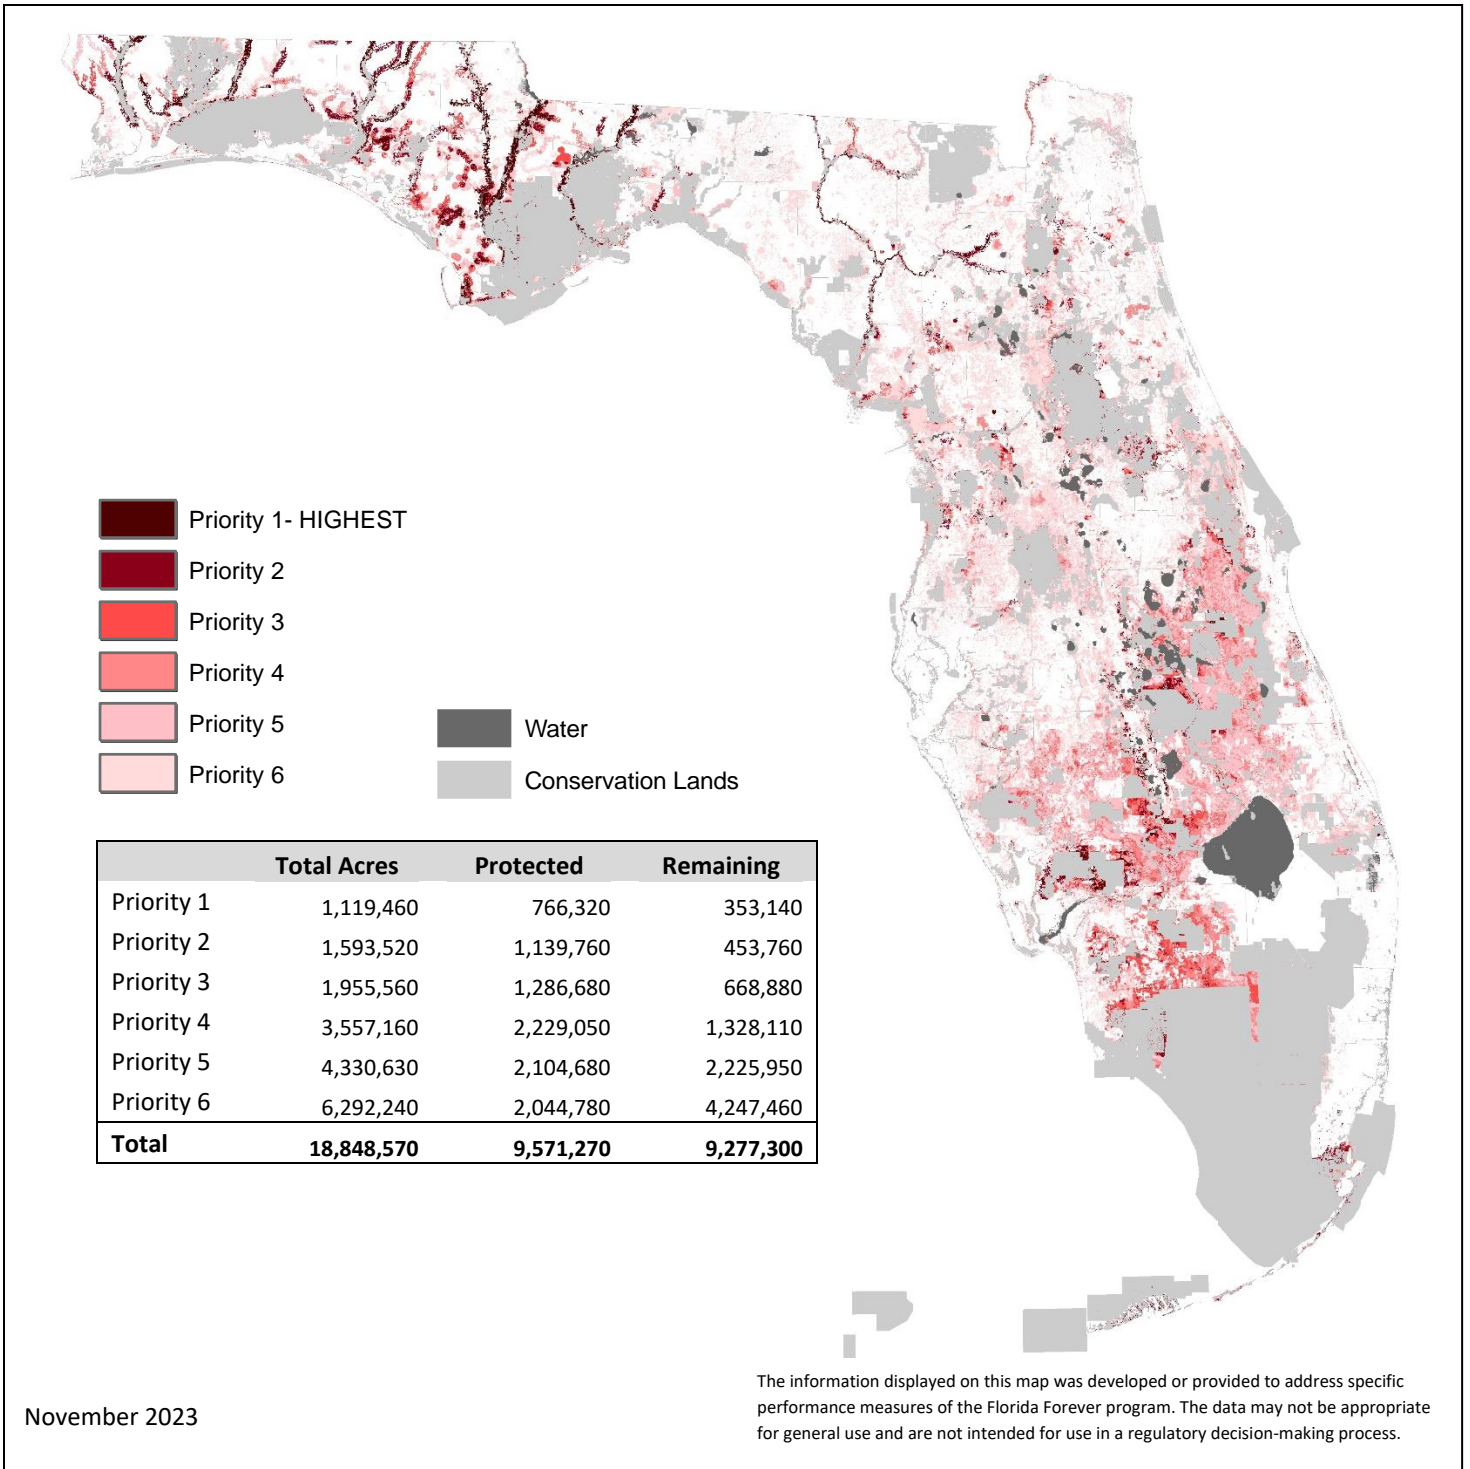 Priority 1- HIGHEST
Priority 2
Priority 3
Priority 4
Priority 5
Priority 6
Water
Conservation Lands
Total Acres Protected Remaining
Priority 1 1,119,460 766,320 353,140
Priority 2 1,593,520 1,139,760 453,760
Priority 3 1,955,560 1,286,680 668,880
Priority 4 3,557,160 2,229,050 1,328,110
Priority 5 4,330,630 2,104,680 2,225,950
Priority 6 6,292,240 2,044,780 4,247,460
Total 18,848,570 9,571,270 9,277,300
The information displayed on this map was developed or provided to address specific
performance measures of the Florida Forever program. The data may not be appropriate
for general use and are not intended for use in a regulatory decision-making process.
November 2023